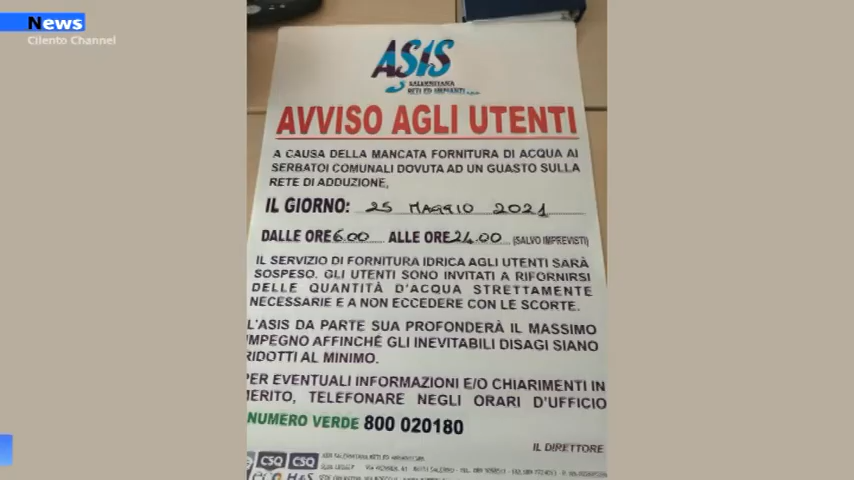 News
Cilento Channel
ASIS
SALERNITANA
RETI ED IMPIANTI
AVVISO AGLI UTENTI
A CAUSA DELLA MANCATA FORNITURA DI ACQUA AI
SERBATOI COMUNALI DOVUTA AD UN GUASTO SULLA
RETE DI ADDUZIONE,
IL GIORNO: 25 MAGGIO 2021
DALLE ORE 6.00 ALLE ORE 24.00 (SALVO IMPREVISTI)
IL SERVIZIO DI FORNITURA IDRICA AGLI UTENTI SARÀ
SOSPESO. GLI UTENTI SONO INVITATI A RIFORNIRSI
DELLE QUANTITÀ D'ACQUA STRETTAMENTE
NECESSARIE E A NON ECCEDERE CON LE SCORTE.
L'ASIS DA PARTE SUA PROFONDERÀ IL MASSIMO
IMPEGNO AFFINCHÈ GLI INEVITABILI DISAGI SIANO
RIDOTTI AL MINIMO.
PER EVENTUALI INFORMAZIONI E/O CHIARIMENTI IN
MERITO, TELEFONARE NEGLI ORARI D'UFFICIO
NUMERO VERDE 800 020180
IL DIRETTORE
CSQ CSQ